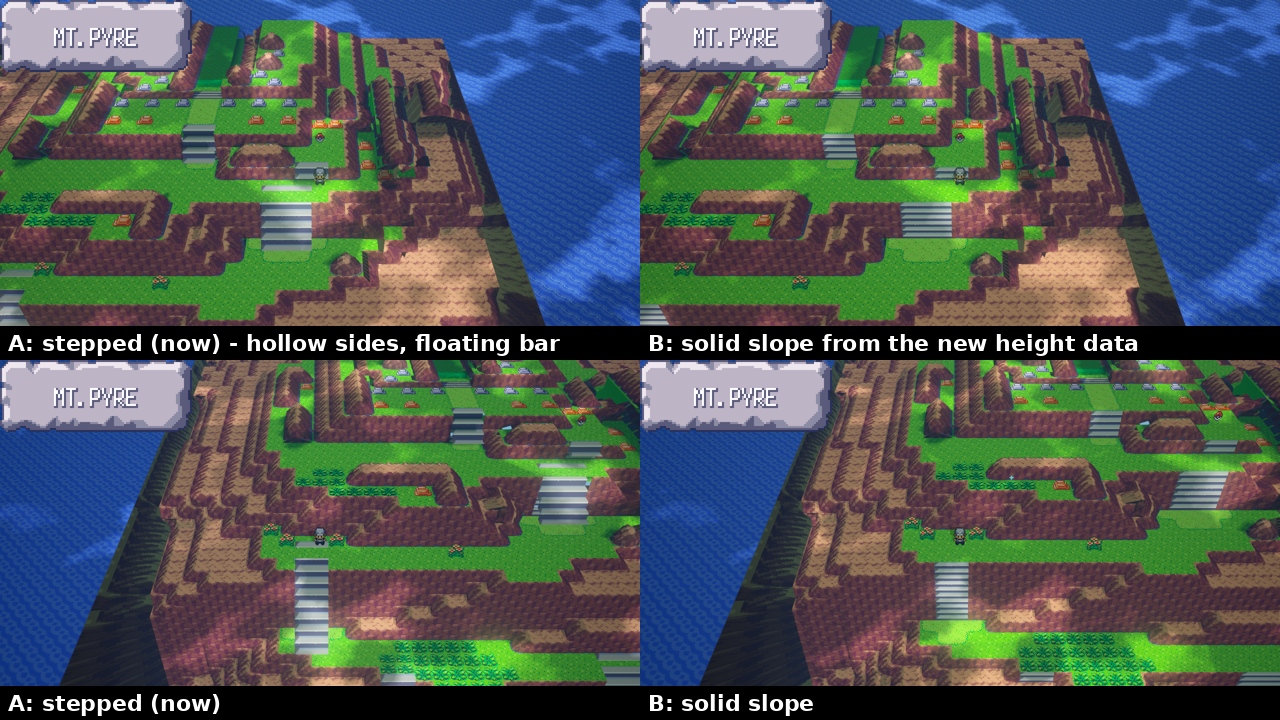 MT. PYRE
MT. PYRE
A: stepped (now) - hollow sides, floating bar
B: solid slope from the new height data
MT. PYRE
MT. PYRE
A: stepped (now)
B: solid slope